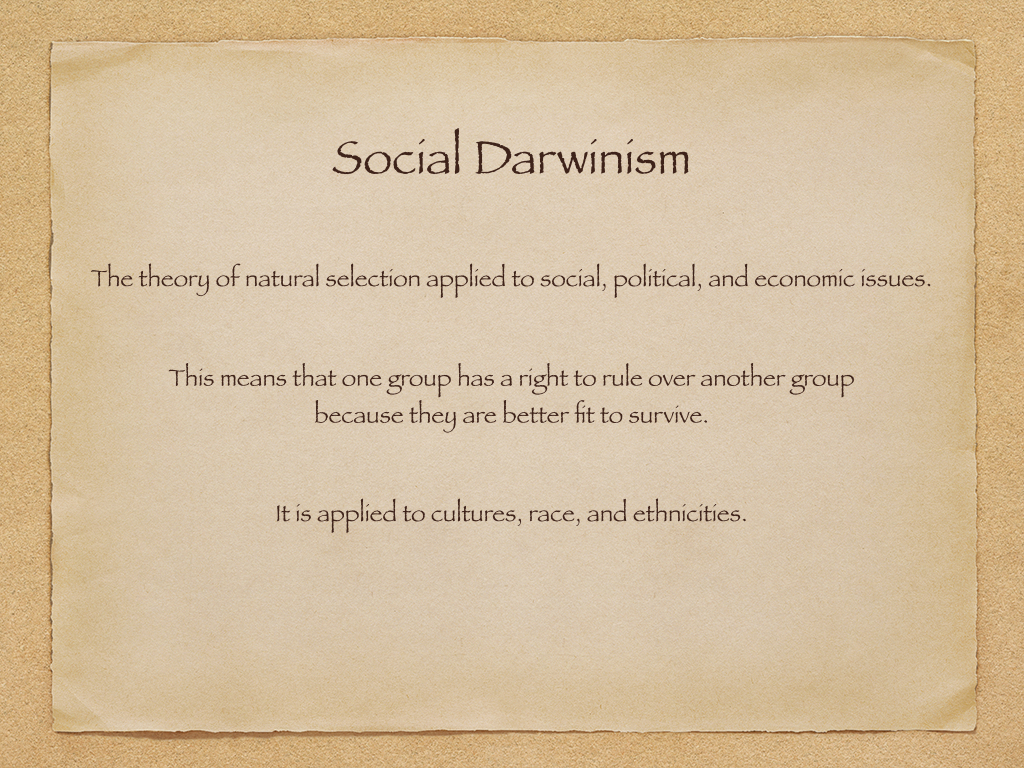 Social Darwinism
The theory of natural selection applied to social, political, and economic issues.
This means that one group has a right to rule over another group
because they are better fit to survive.
It is applied to cultures, race, and ethnicities.